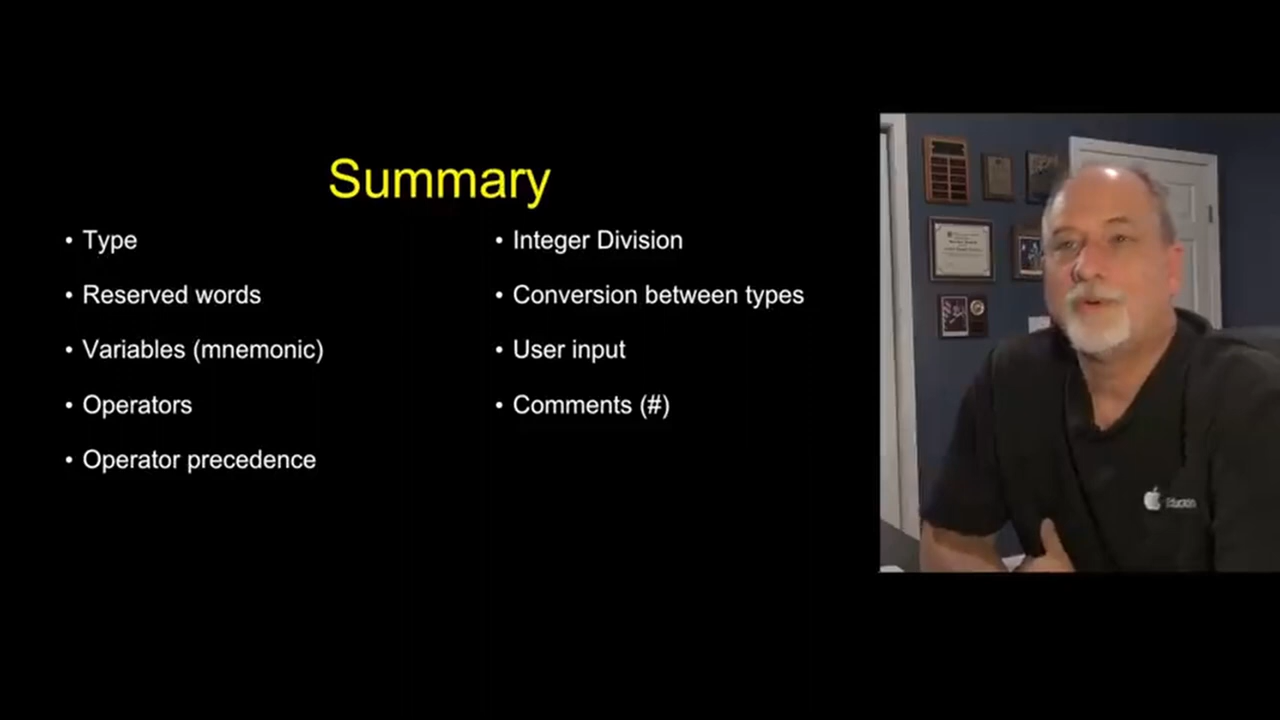 Summary
• Type
• Reserved words
• Variables (mnemonic)
• Operators
• Operator precedence
• Integer Division
• Conversion between types
• User input
• Comments (#)